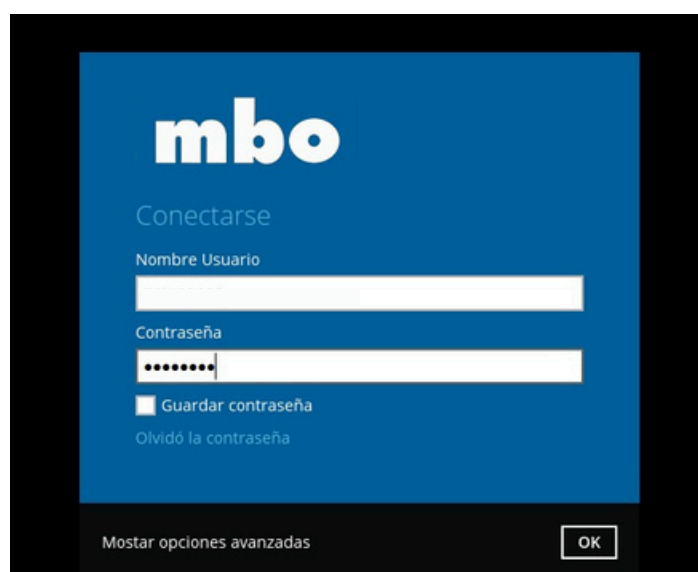 mbo
Conectarse
Nombre Usuario
Contraseña
••••••••
Guardar contraseña
Olvidó la contraseña
Mostar opciones avanzadas
OK